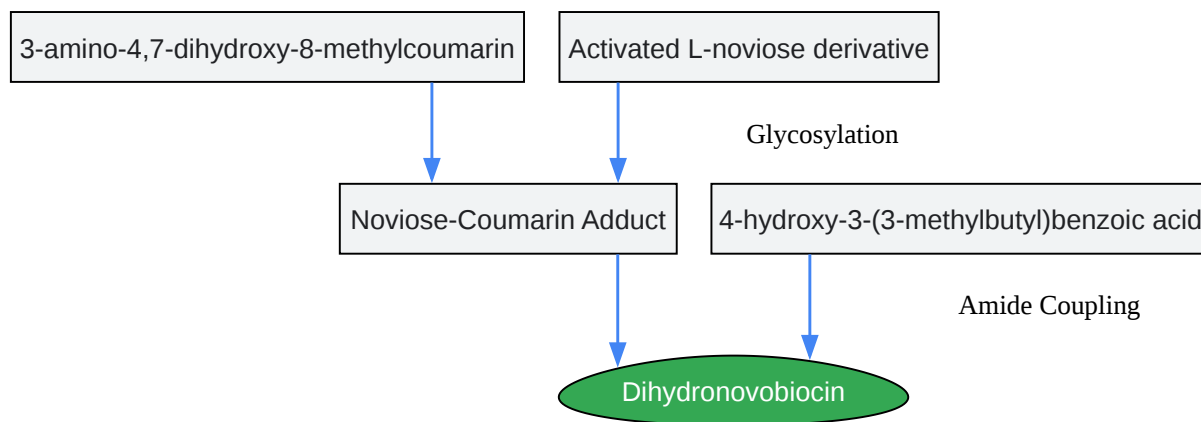 3-amino-4,7-dihydroxy-8-methylcoumarin
Activated L-noviose derivative
Glycosylation
Noviose-Coumarin Adduct
4-hydroxy-3-(3-methylbutyl)benzoic acid
Amide Coupling
Dihydronovobiocin